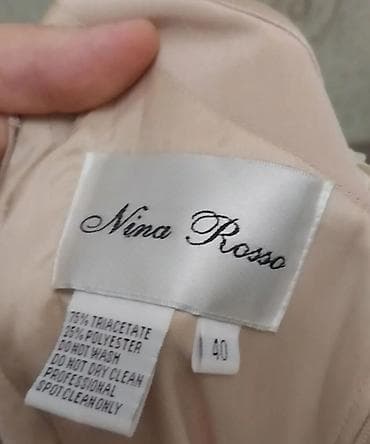 Nina Rosso
40
75% TRIACETATE
25% POLYESTER
DO NOT WASH
DO NOT DRY CLEAN
PROFESSIONAL
SPOT CLEAN ONLY